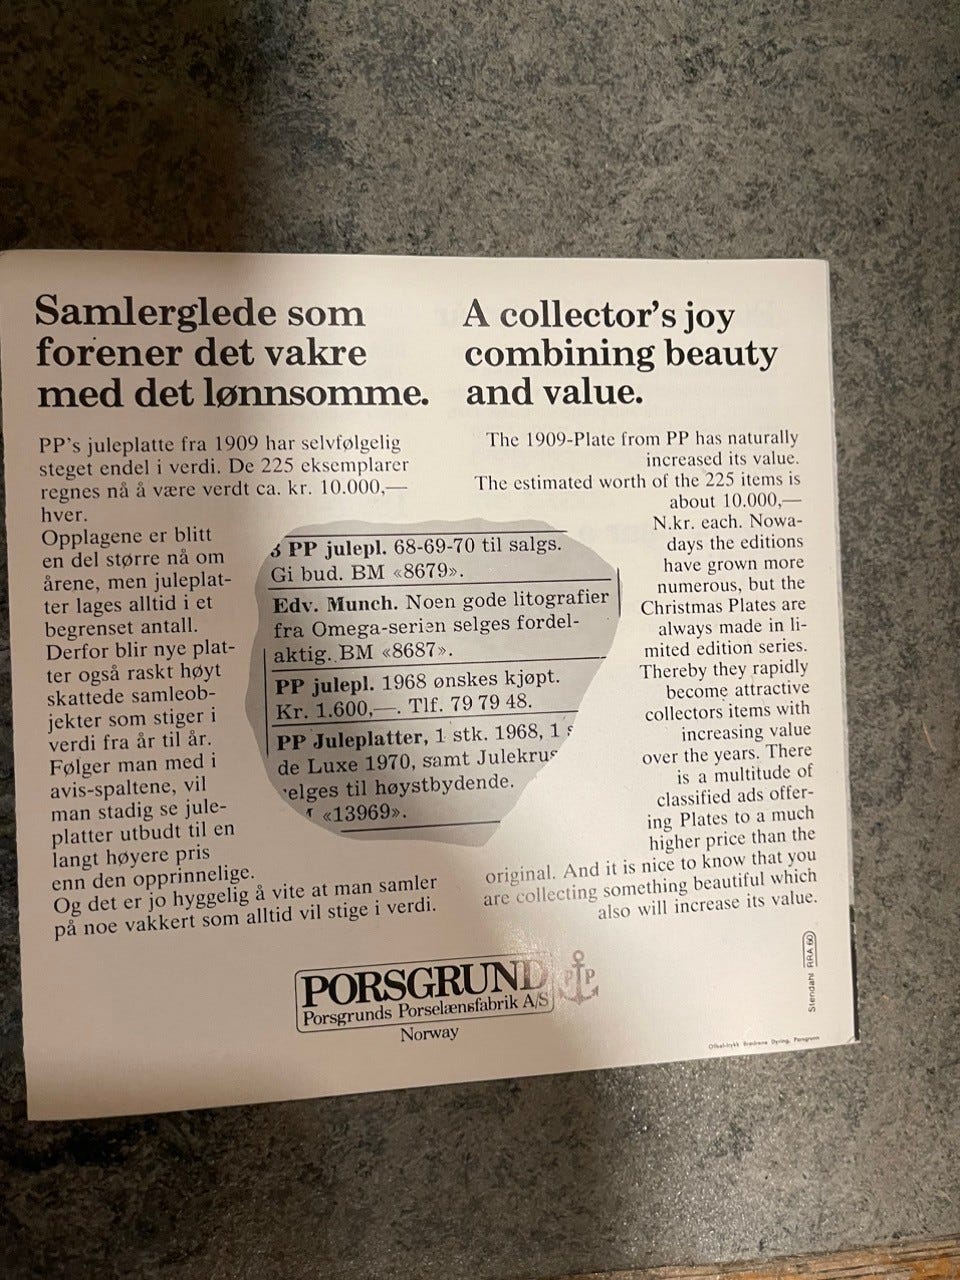 Samlerglede som
forener det vakre
med det lønnsomme.
PP's juleplatte fra 1909 har selvfølgelig
steget endel i verdi. De 225 eksemplarer
regnes nå å være verdt ca. kr. 10.000,—
hver.
Opplagene er blitt
en del større nå om
årene, men juleplat-
ter lages alltid i et
begrenset antall.
Derfor blir nye plat-
ter også raskt høyt
skattede samleob-
jekter som stiger i
verdi fra år til år.
Følger man med i
avis-spaltene, vil
man stadig se jule-
platter utbudt til en
langt høyere pris
enn den opprinnelige.
Og det er jo hyggelig å vite at man samler
på noe vakkert som alltid vil stige i verdi.
3 PP julepl. 68-69-70 til salgs.
Gi bud. BM «8679».
Edv. Munch. Noen gode litografier
fra Omega-serien selges fordel-
aktig. BM «8687».
PP julepl. 1968 ønskes kjøpt.
Kr. 1.600,—. Tlf. 79 79 48.
PP Juleplatter, 1 stk. 1968, 1 s
de Luxe 1970, samt Julekrus
elges til høystbydende.
«13969».
A collector's joy
combining beauty
and value.
The 1909-Plate from PP has naturally
increased its value.
The estimated worth of the 225 items is
about 10.000,—
N.kr. each. Nowa-
days the editions
have grown more
numerous, but the
Christmas Plates are
always made in li-
mited edition series.
Thereby they rapidly
become attractive
collectors items with
increasing value
over the years. There
is a multitude of
classified ads offer-
ing Plates to a much
higher price than the
original. And it is nice to know that you
are collecting something beautiful which
also will increase its value.
PORSGRUND
Porsgrunds Porselænsfabrik A/S
Norway
P P
Stendahl RRA 60
Offset-trykk Brødrene Dyring, Porsgrunn